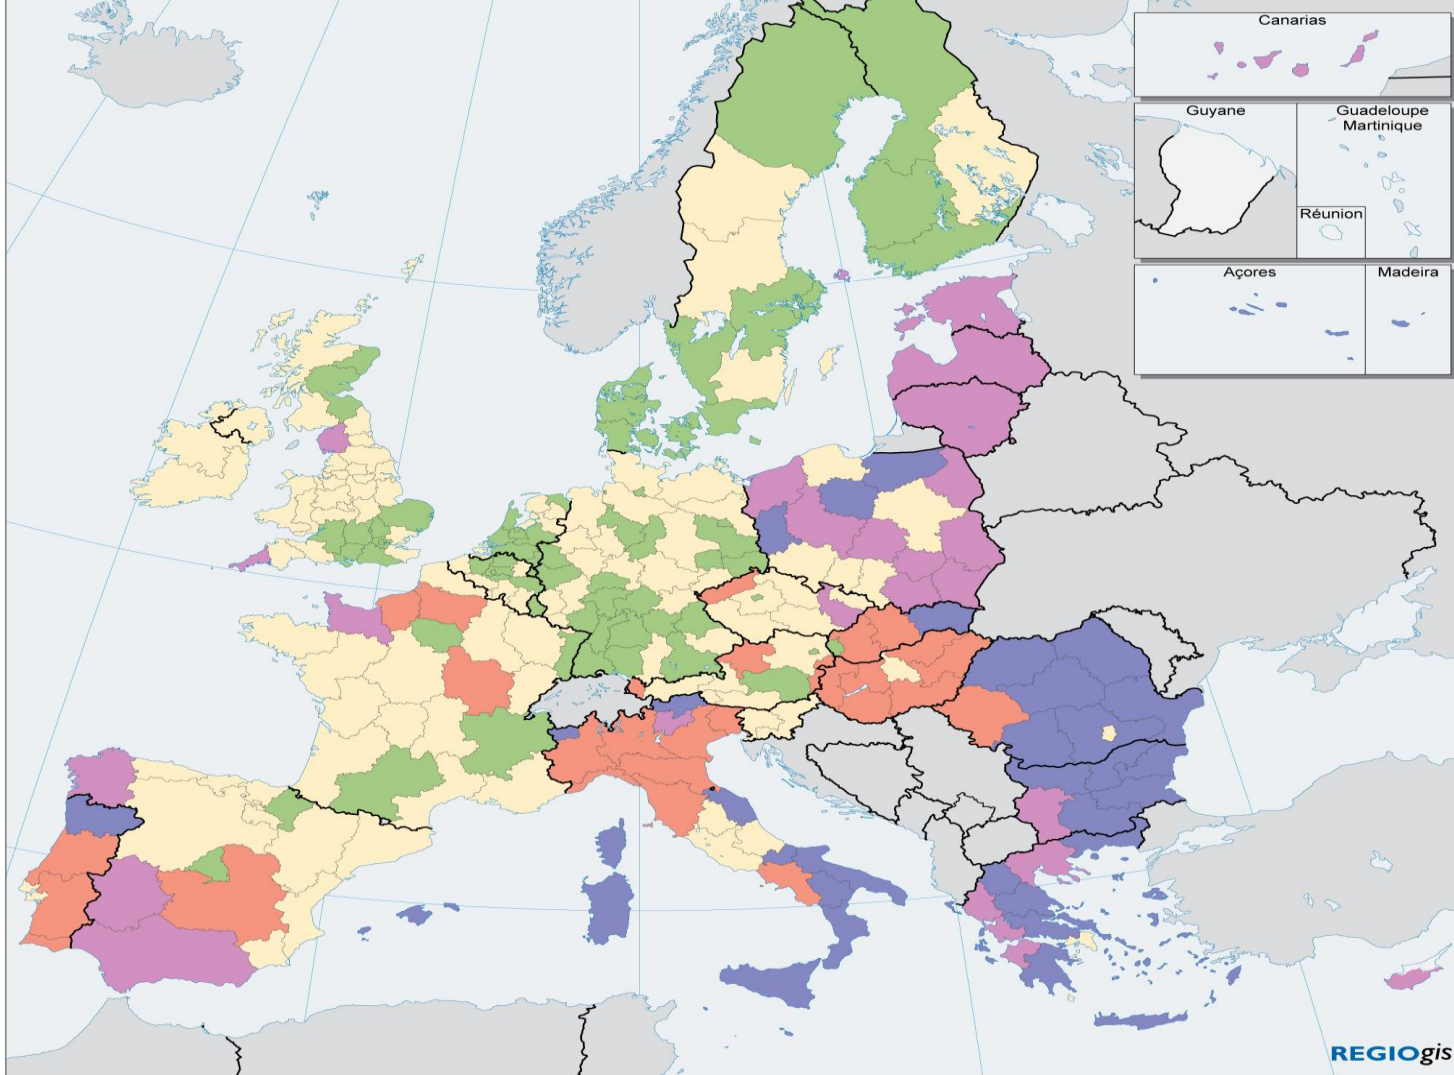 Canarias
Guyane
Guadeloupe
Martinique
Réunion
Açores
Madeira
REGIOgis